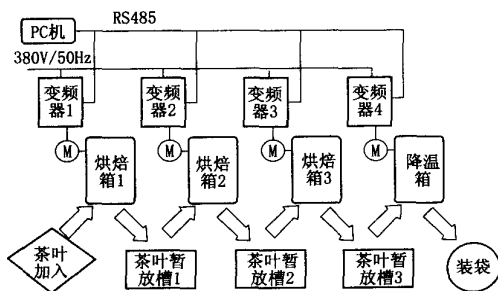 RS485
PC机
380V/50Hz
变频
器1
变频
器2
变频
器3
变频
器4
M
M
M
M
烘焙
箱1
烘焙
箱2
烘焙
箱3
降温
箱
茶叶
加入
茶叶暂
放槽1
茶叶暂
放槽2
茶叶暂
放槽3
装袋